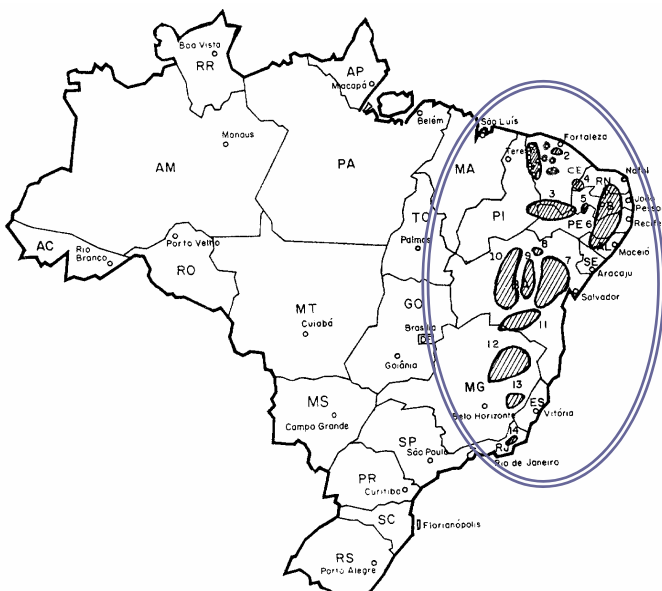 Boa Vista
RR
AP
Macapá
Belém
São Luís
Fortaleza
Manaus
AM
PA
MA
CE
2
RN
Natal
3
4
5
PI
PE
6
PB
João
Pesso
Recife
TO
Palmas
AL
Maceió
AC
Rio
Branco
Porto Velho
RO
SE
Aracaju
8
10
9
7
BA
Salvador
MT
Cuiabá
GO
Brasília
DF
Goiânia
11
12
MG
13
Belo Horizonte
ES
Vitória
MS
Campo Grande
SP
São Paulo
14
RJ
Rio de Janeiro
PR
Curitiba
SC
Florianópolis
RS
Porto Alegre